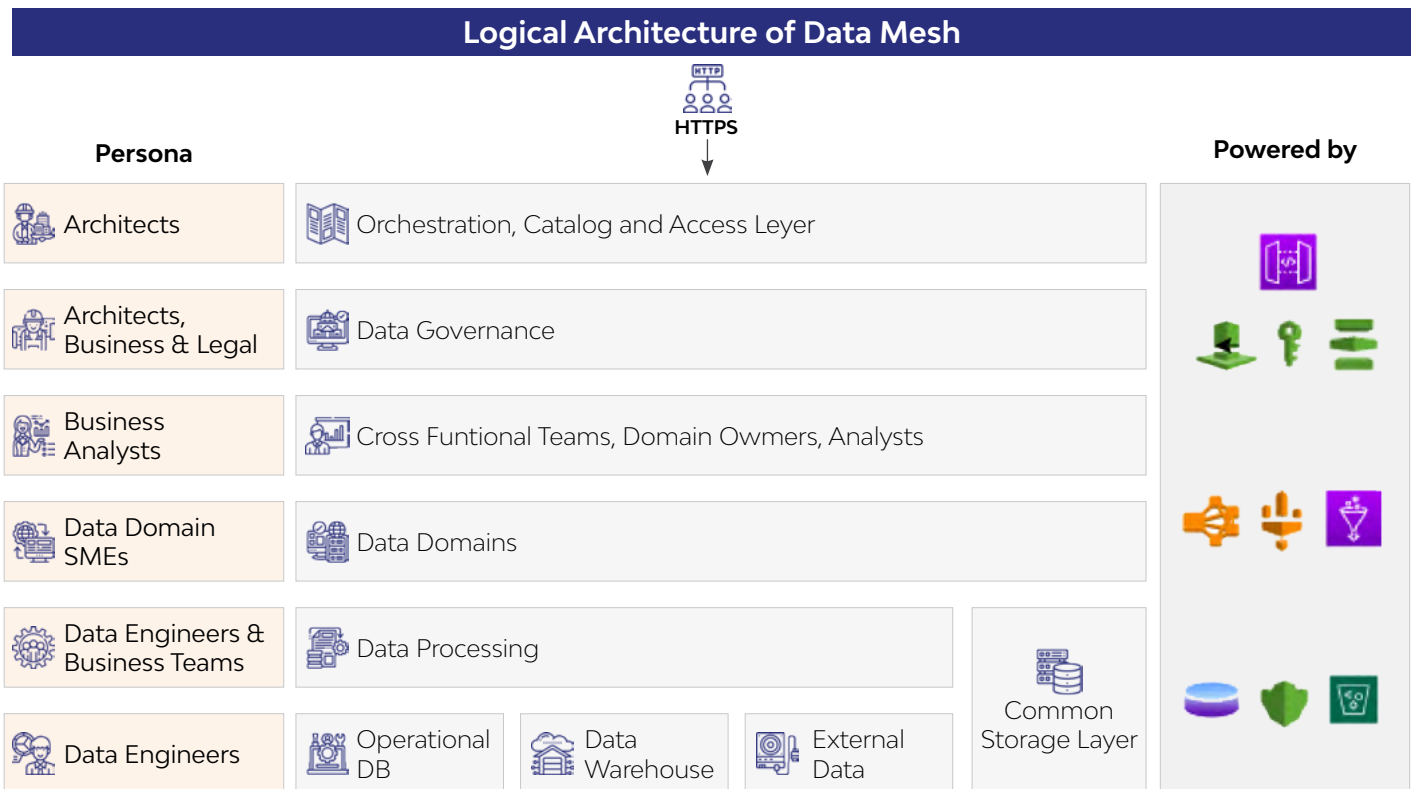 Logical Architecture of Data Mesh
HTTP
HTTPS
Persona
Powered by
Architects
Orchestration, Catalog and Access Leyer
Architects,
Business & Legal
Data Governance
Business
Analysts
Cross Funtional Teams, Domain Owmers, Analysts
Data Domain
SMEs
Data Domains
Data Engineers &
Business Teams
Data Processing
Common
Storage Layer
Data Engineers
Operational
DB
Data
Warehouse
External
Data